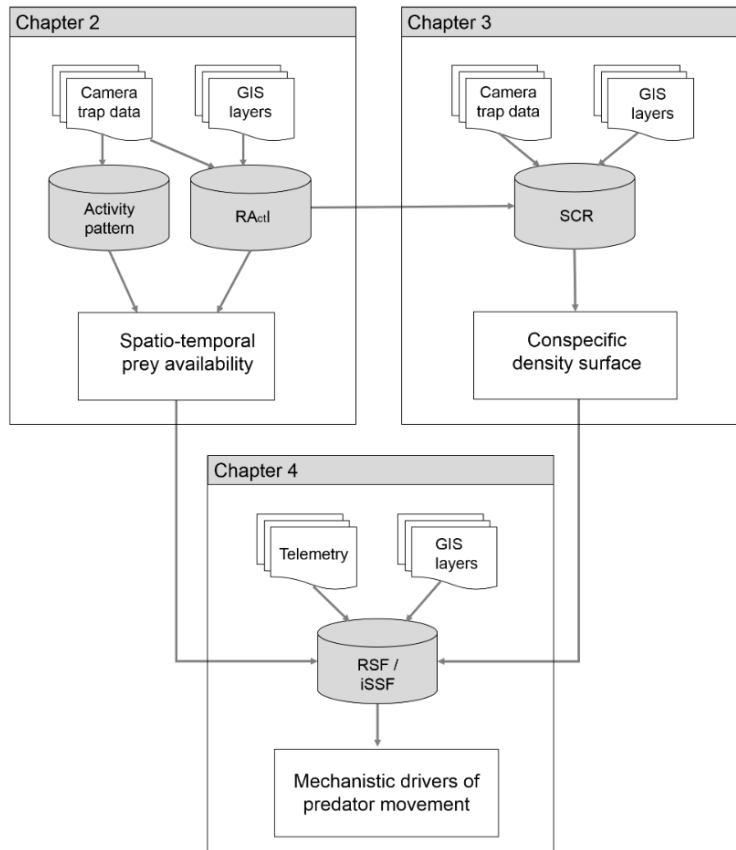 Chapter 2
Camera
trap data
GIS
layers
Activity
pattern
RActI
Spatio-temporal
prey availability
Chapter 3
Camera
trap data
GIS
layers
SCR
Conspecific
density surface
Chapter 4
Telemetry
GIS
layers
RSF /
iSSF
Mechanistic drivers of
predator movement